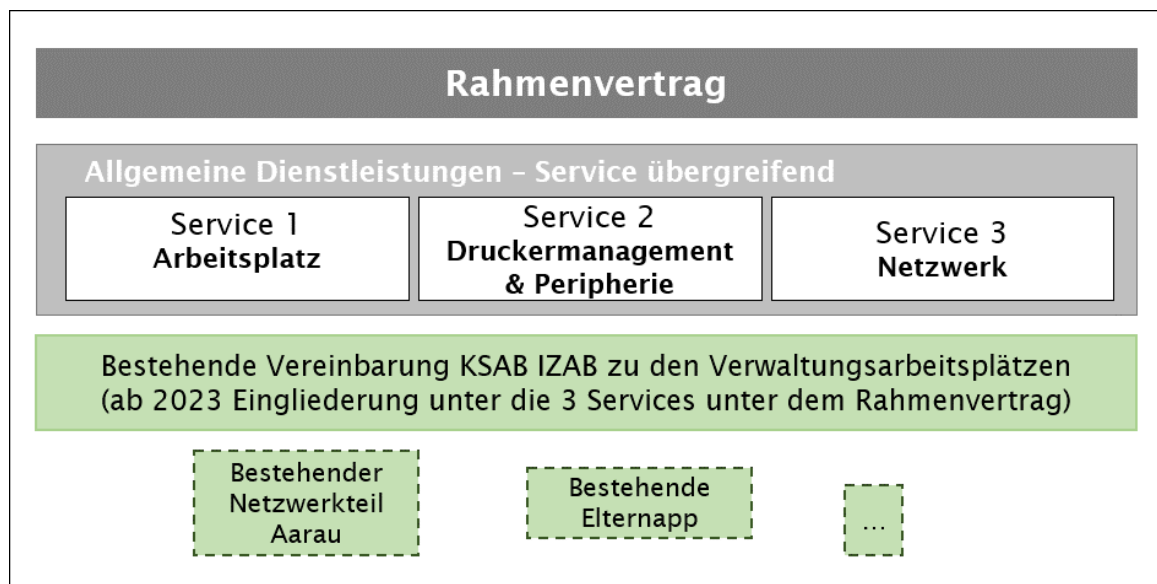 Rahmenvertrag
Allgemeine Dienstleistungen – Service übergreifend
Service 1
Arbeitsplatz
Service 2
Druckermanagement
& Peripherie
Service 3
Netzwerk
Bestehende Vereinbarung KSAB IZAB zu den Verwaltungsarbeitsplätzen
(ab 2023 Eingliederung unter die 3 Services unter dem Rahmenvertrag)
Bestehender
Netzwerkteil
Aarau
Bestehende
Elternapp
...